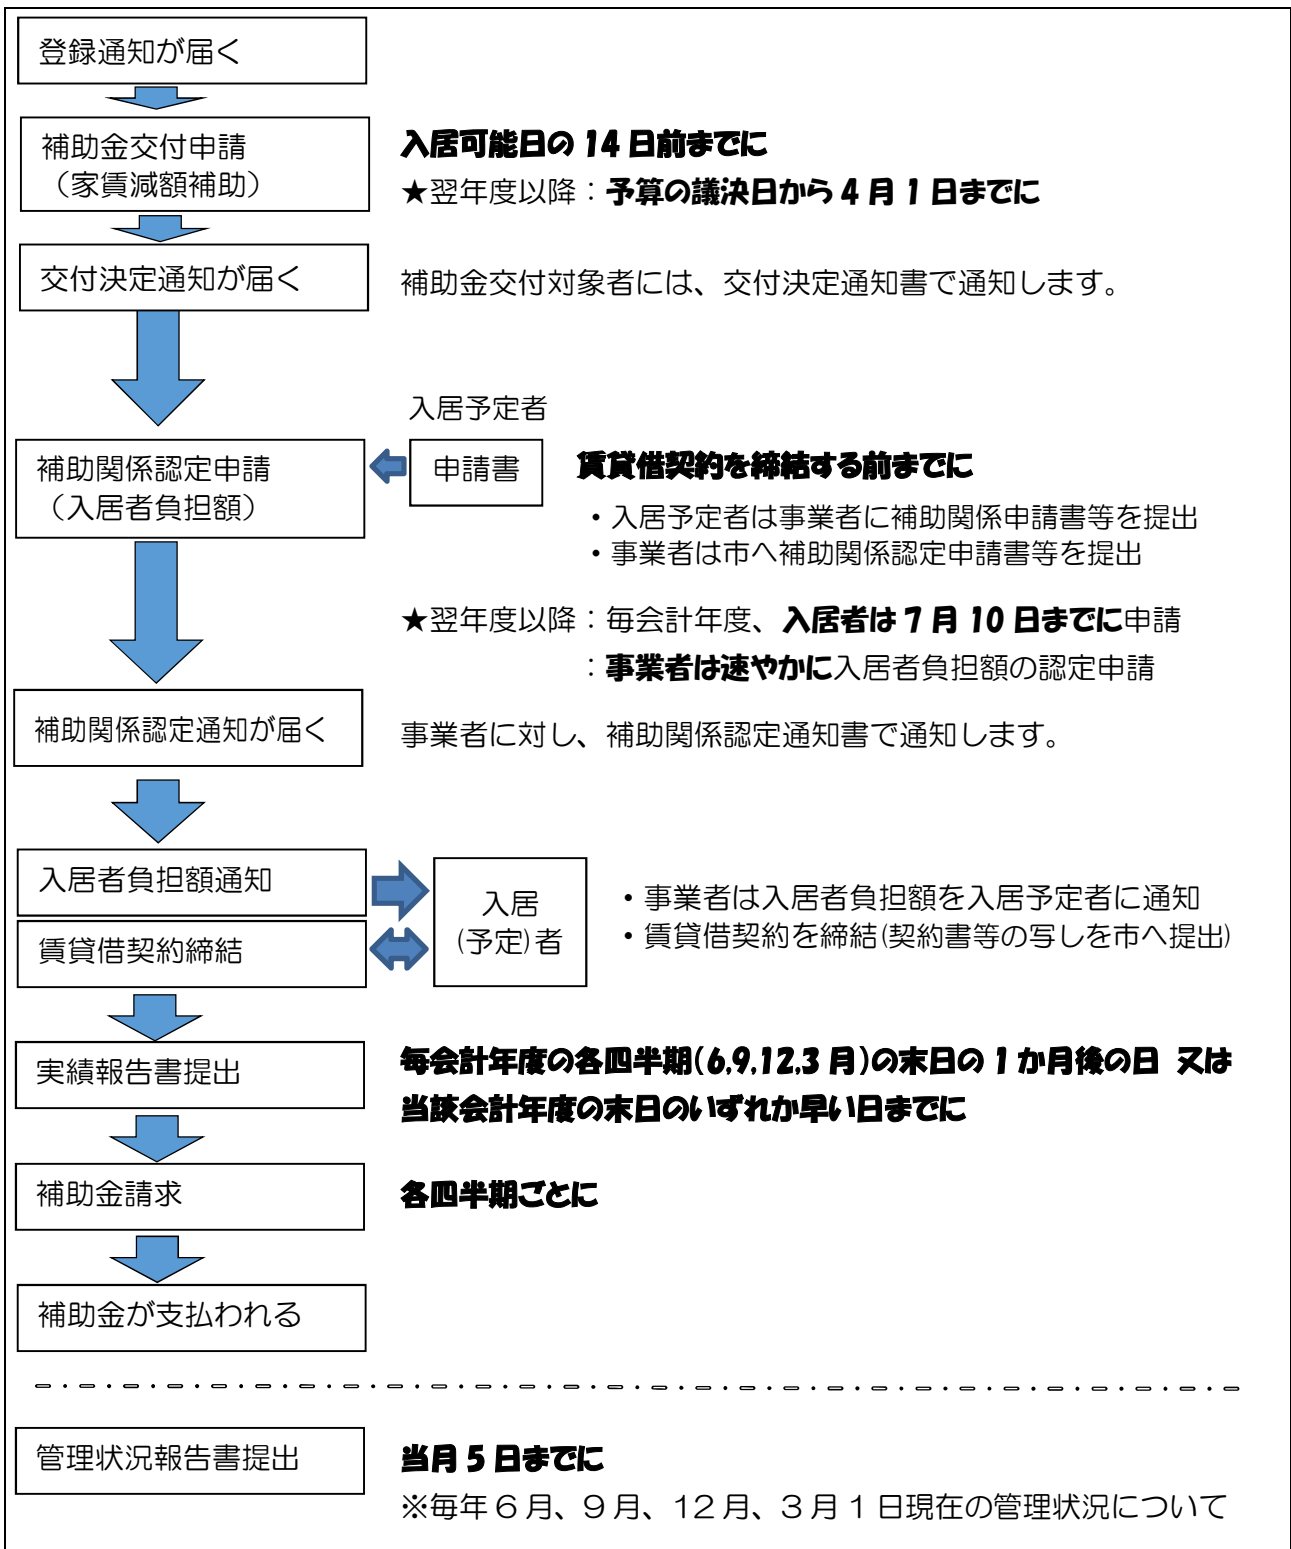 登録通知が届く
補助金交付申請
（家賃減額補助）
入居可能日の14日前までに
★翌年度以降：予算の議決日から4月1日までに
交付決定通知が届く
補助金交付対象者には、交付決定通知書で通知します。
入居予定者
補助関係認定申請
（入居者負担額）
申請書
賃貸借契約を締結する前までに
・入居予定者は事業者に補助関係申請書等を提出
・事業者は市へ補助関係認定申請書等を提出
★翌年度以降：毎会計年度、入居者は7月10日までに申請
：事業者は速やかに入居者負担額の認定申請
補助関係認定通知が届く
事業者に対し、補助関係認定通知書で通知します。
入居者負担額通知
賃貸借契約締結
入居
(予定)者
・事業者は入居者負担額を入居予定者に通知
・賃貸借契約を締結(契約書等の写しを市へ提出)
実績報告書提出
毎会計年度の各四半期(6,9,12,3月)の末日の1か月後の日 又は
当該会計年度の末日のいずれか早い日までに
補助金請求
各四半期ごとに
補助金が支払われる
管理状況報告書提出
当月5日までに
※毎年６月、９月、12月、３月１日現在の管理状況について